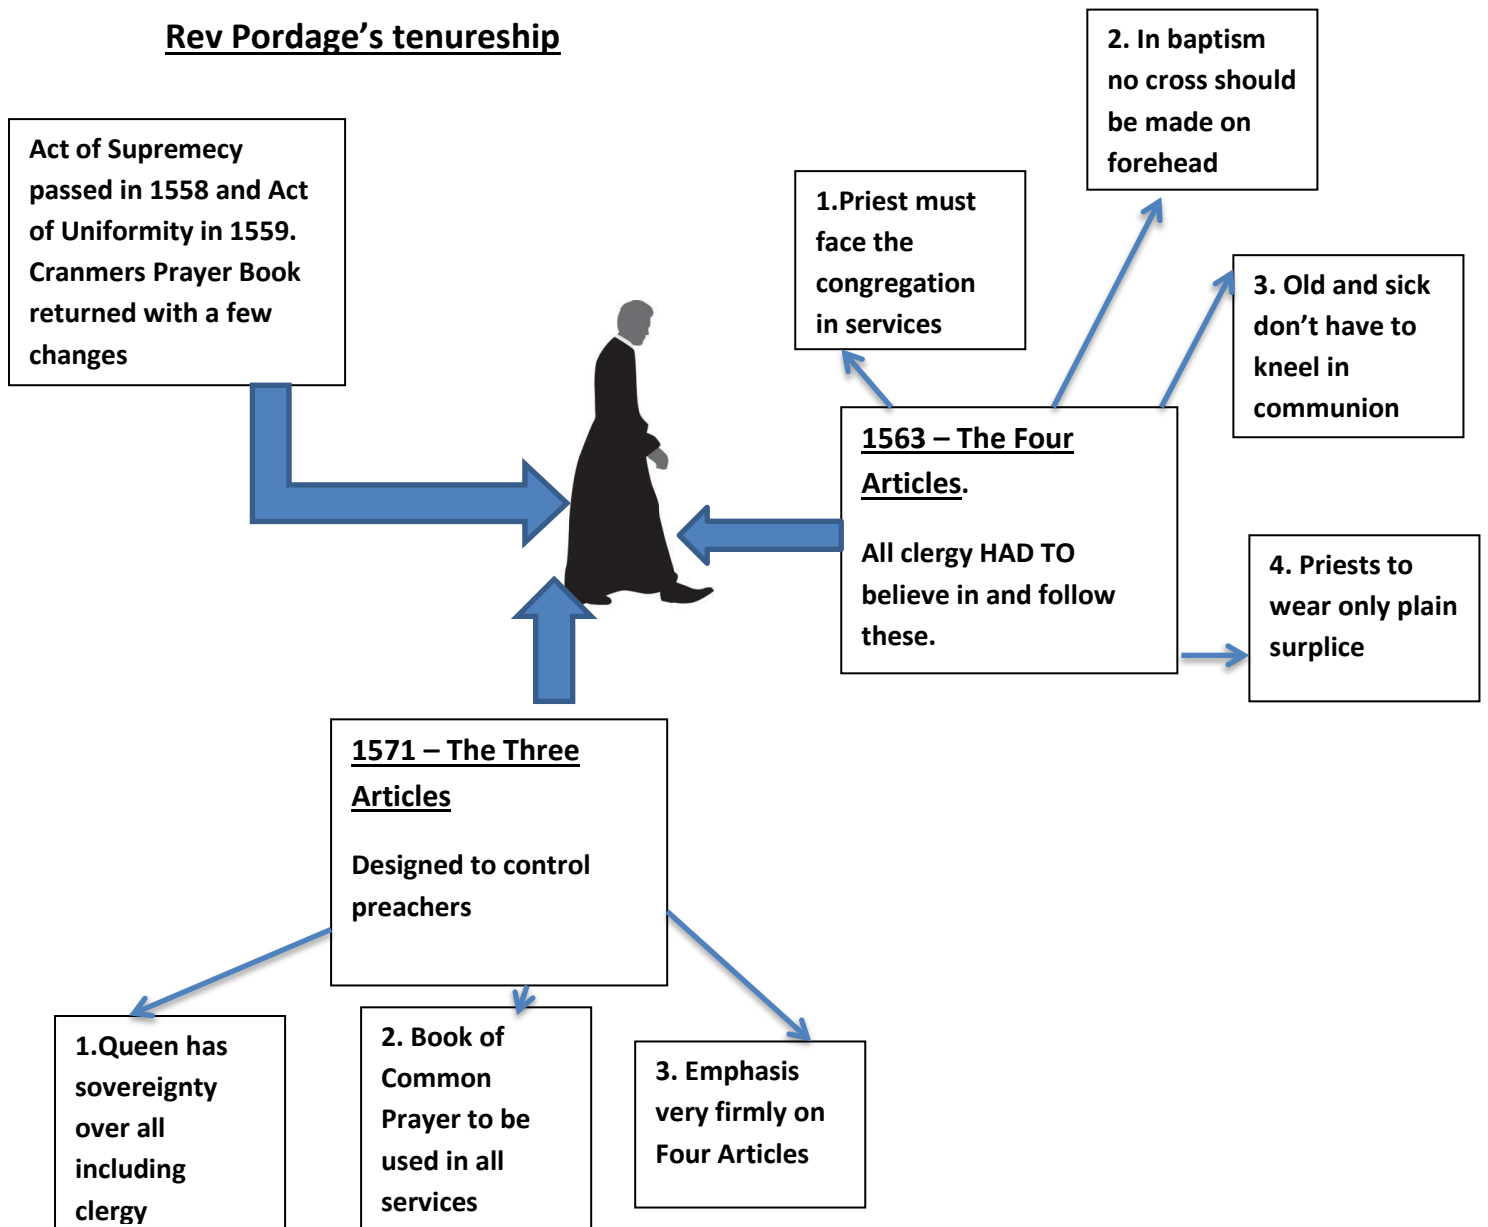 Rev Pordage's tenureship
Act of Supremecy
passed in 1558 and Act
of Uniformity in 1559.
Cranmers Prayer Book
returned with a few
changes
1.Priest must
face the
congregation
in services
2. In baptism
no cross should
be made on
forehead
3. Old and sick
don't have to
kneel in
communion
1563 – The Four
Articles.
All clergy HAD TO
believe in and follow
these.
4. Priests to
wear only plain
surplice
1571 – The Three
Articles
Designed to control
preachers
1.Queen has
sovereignty
over all
including
clergy
2. Book of
Common
Prayer to be
used in all
services
3. Emphasis
very firmly on
Four Articles